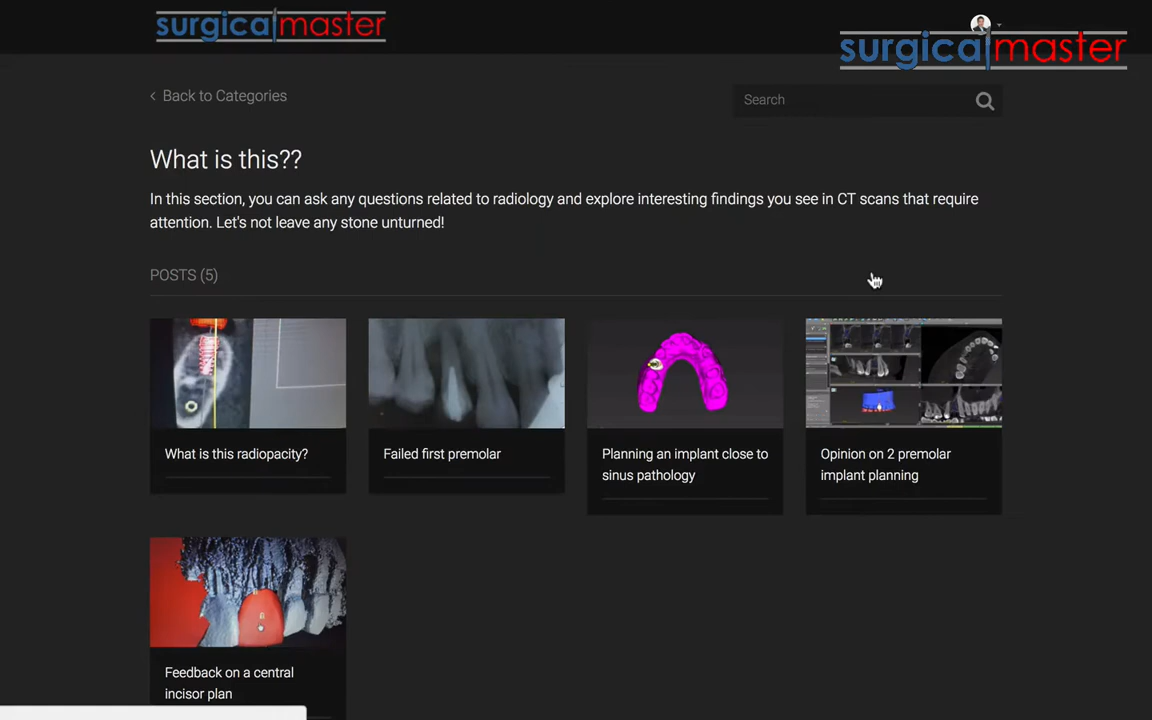 surgicalmaster
surgicalmaster
Back to Categories
Search
What is this??
In this section, you can ask any questions related to radiology and explore interesting findings you see in CT scans that require
attention. Let's not leave any stone unturned!
POSTS (5)
What is this radiopacity?
Failed first premolar
Planning an implant close to
sinus pathology
Opinion on 2 premolar
implant planning
Feedback on a central
incisor plan